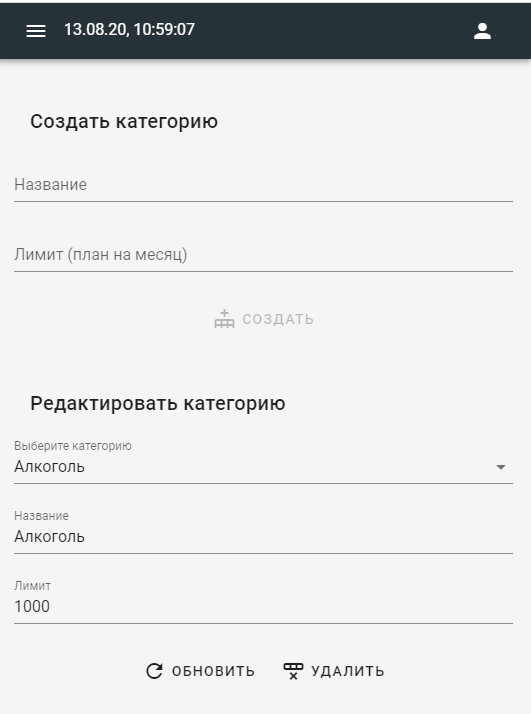 13.08.20, 10:59:07
Создать категорию
Название
Лимит (план на месяц)
СОЗДАТЬ
Редактировать категорию
Выберите категорию
Алкоголь
Название
Алкоголь
Лимит
1000
ОБНОВИТЬ УДАЛИТЬ